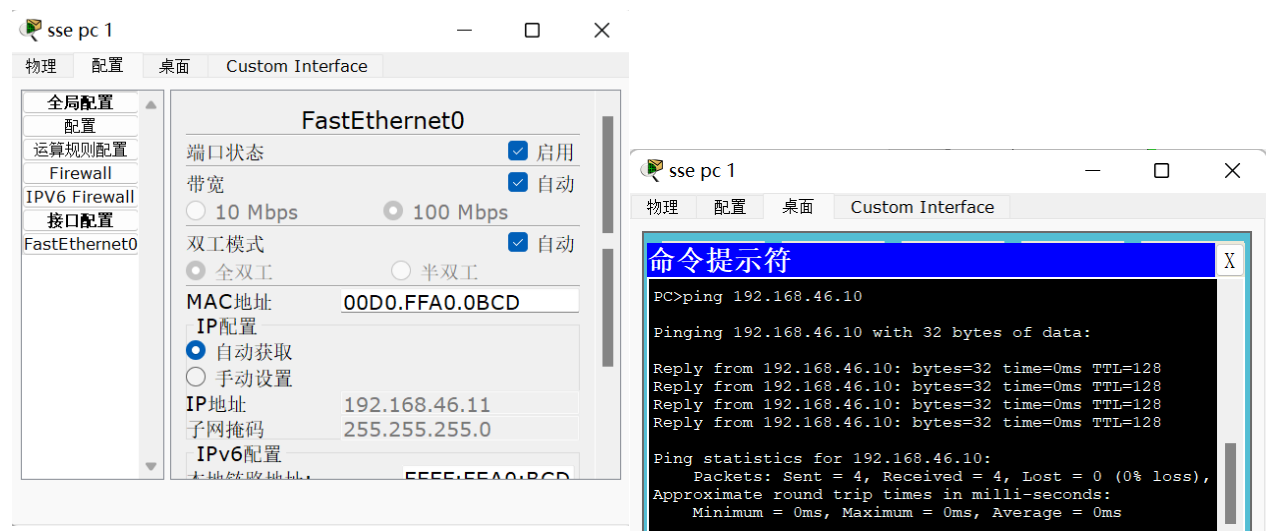 sse pc 1
物理 配置 桌面 Custom Interface
全局配置
配置
运算规则配置
Firewall
IPV6 Firewall
接口配置
FastEthernet0
FastEthernet0
端口状态 启用
带宽 自动
10 Mbps 100 Mbps
双工模式 自动
全双工 半双工
MAC地址 00D0.FFA0.0BCD
IP配置
自动获取
手动设置
IP地址 192.168.46.11
子网掩码 255.255.255.0
IPv6配置
本地链路地址:
sse pc 1
物理 配置 桌面 Custom Interface
命令提示符 X
PC>ping 192.168.46.10
Pinging 192.168.46.10 with 32 bytes of data:
Reply from 192.168.46.10: bytes=32 time=0ms TTL=128
Reply from 192.168.46.10: bytes=32 time=0ms TTL=128
Reply from 192.168.46.10: bytes=32 time=0ms TTL=128
Reply from 192.168.46.10: bytes=32 time=0ms TTL=128
Ping statistics for 192.168.46.10:
Packets: Sent = 4, Received = 4, Lost = 0 (0% loss),
Approximate round trip times in milli-seconds:
Minimum = 0ms, Maximum = 0ms, Average = 0ms